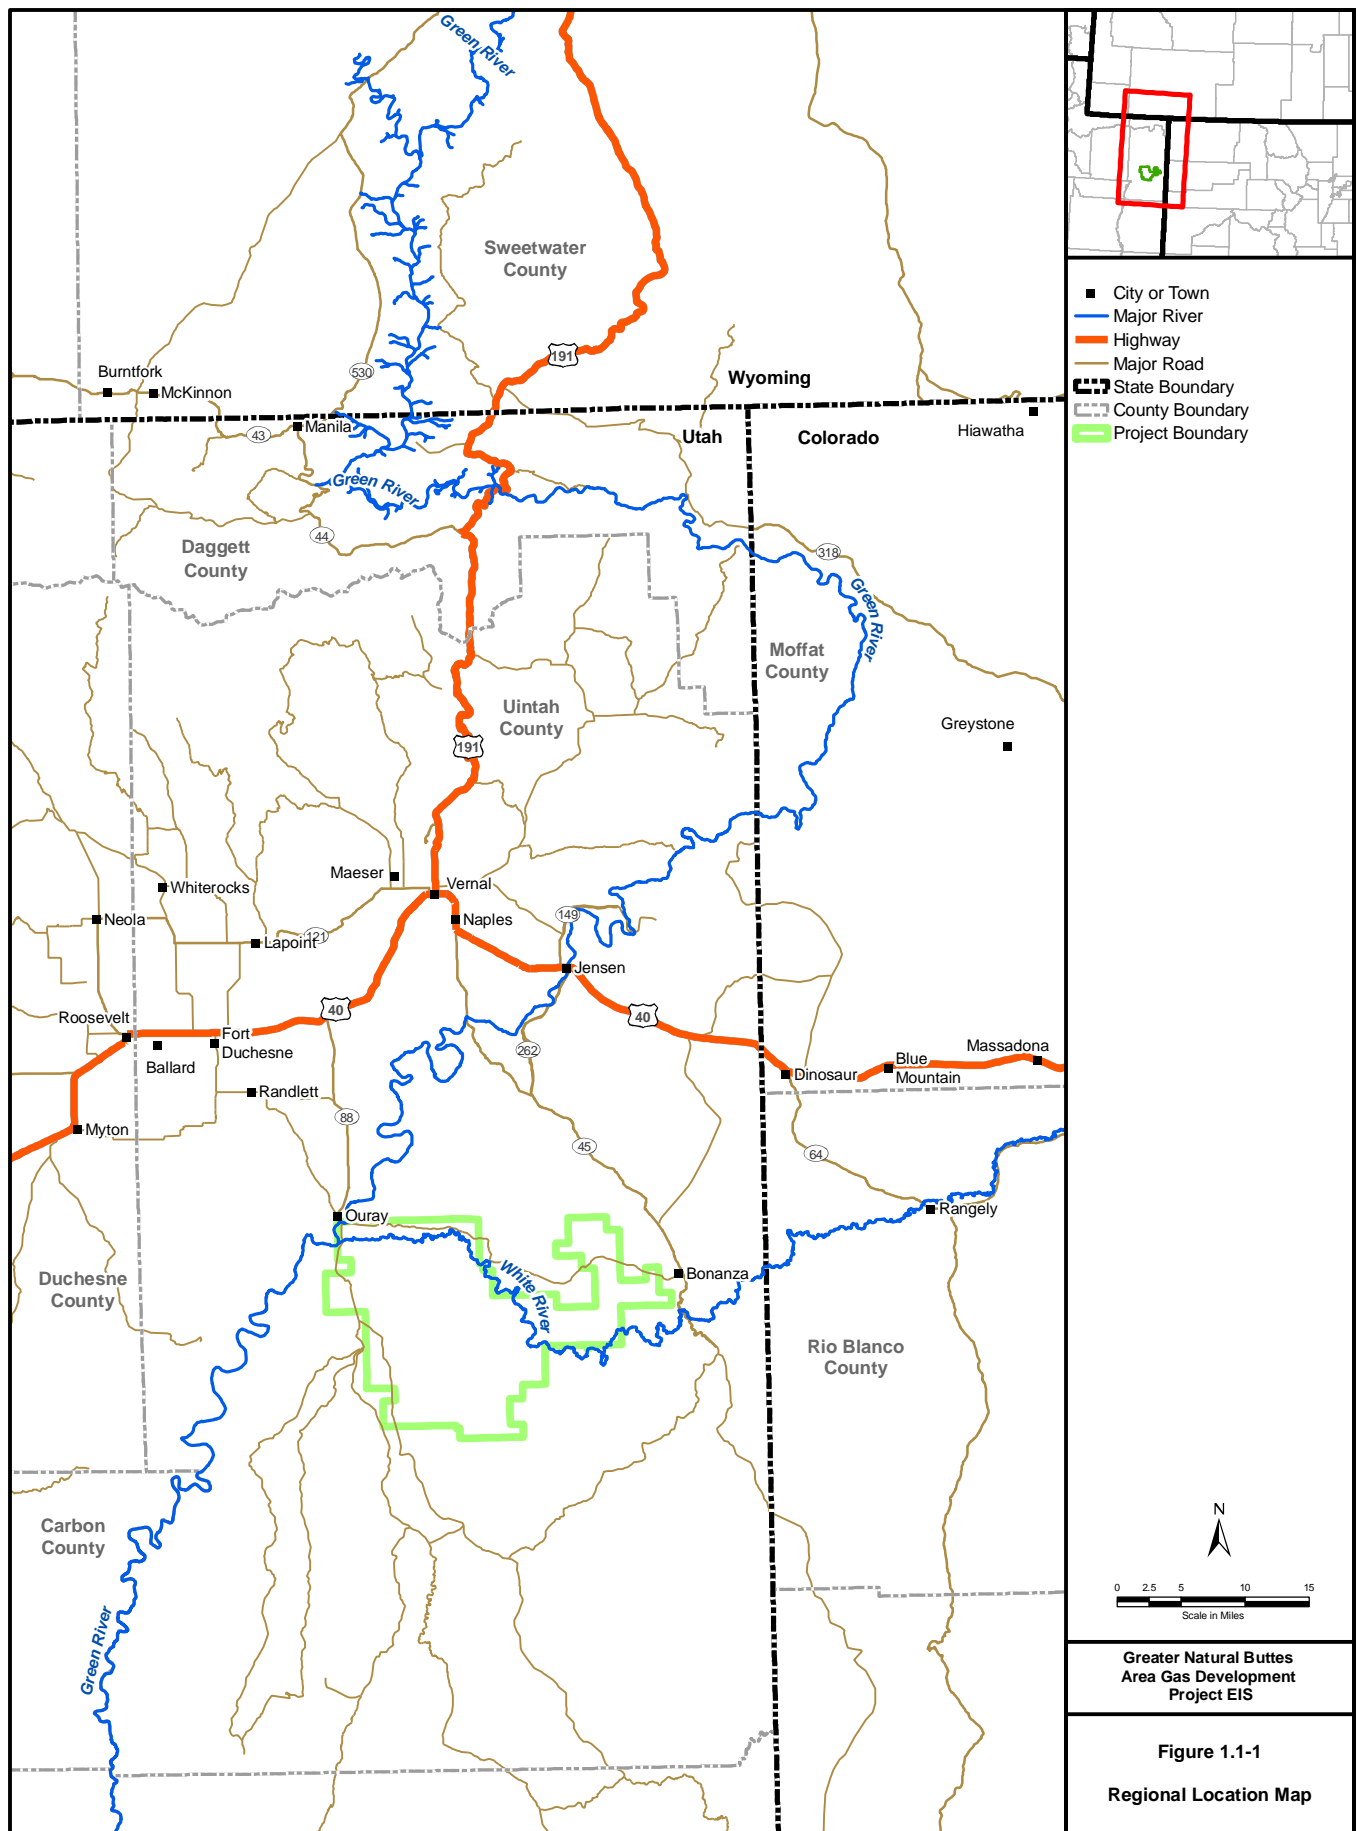 Green River
Sweetwater
County
191
530
Burntfork
McKinnon
Wyoming
Manila
43
Utah
Colorado
Hiawatha
Green River
44
Daggett
County
318
Green River
Moffat
County
Uintah
County
Greystone
191
Maeser
Vernal
Whiterocks
Neola
Naples
149
121
Lapoint
Jensen
40
40
Roosevelt
Fort
Duchesne
Ballard
262
Massadona
Blue
Mountain
Dinosaur
Randlett
88
Myton
45
64
Ouray
Rangely
White River
Bonanza
Duchesne
County
Rio Blanco
County
Carbon
County
Green River
City or Town
Major River
Highway
Major Road
State Boundary
County Boundary
Project Boundary
N
0 2.5 5 10 15
Scale in Miles
Greater Natural Buttes
Area Gas Development
Project EIS
Figure 1.1-1
Regional Location Map